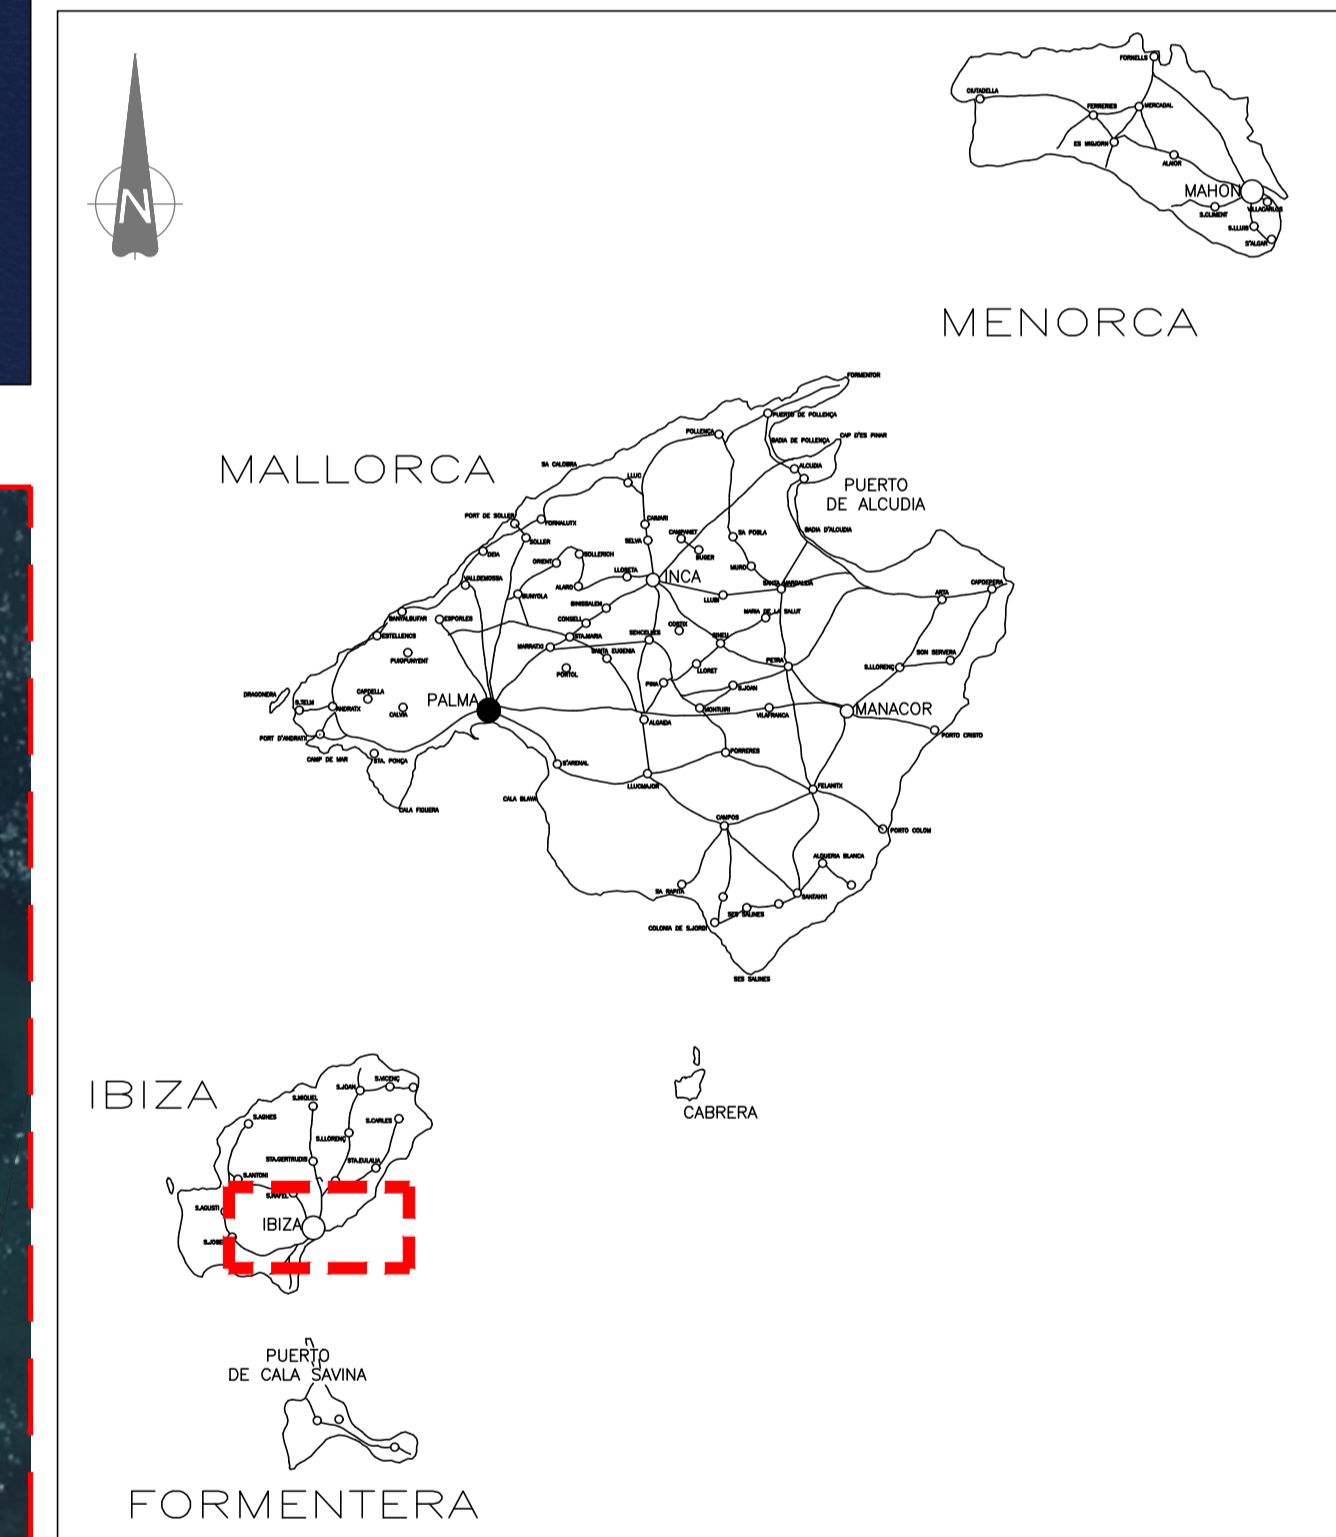 N
FORNELLS
CIUTADELLA
FERRERIES
MERCADAL
ES MIGJORN
ALAIOR
MAHON
VILLACARLOS
S.CLIMENT
S.LLUIS
S'ALGAR
MENORCA
FORMENTOR
PUERTO DE POLLENÇA
POLLENÇA
BADIA DE POLLENÇA
CAP D'ES PINAR
MALLORCA
SA CALOBRA
ALCUDIA
LLUC
PUERTO
DE ALCUDIA
PORT DE SOLLER
FORNALUTX
CAIMARI
BADIA D'ALCUDIA
CAMPANET
SA POBLA
SOLLER
SELVA
DEIA
SOLLERICH
BUGER
ORIENT
LLOSETA
MURO
VALLDEMOSSA
INCA
ALARO
SANTA MARGALIDA
CAPDEPERA
BUNYOLA
LLUBI
ARTA
BINISSALEM
MARIA DE LA SALUT
BANYALBUFAR
ESPORLES
CONSELL
COSTIX
ESTELLENCS
STA.MARIA
SENCELLES
SINEU
MARRATXI
SANTA EUGENIA
SON SERVERA
PUIGPUNYENT
PETRA
S.LLORENÇ
PORTOL
LLORET
PINA
S.JOAN
DRAGONERA
CAPDELLA
S.TELM
PALMA
ANDRATX
CALVIA
MONTUIRI
VILAFRANCA
MANACOR
ALGAIDA
PORT D'ANDRATX
PORTO CRISTO
PORRERES
CAMP DE MAR
STA. PONÇA
S'ARENAL
LLUCMAJOR
FELANITX
CALA BLAVA
CALA FIGUERA
CAMPOS
PORTO COLOM
ALQUERIA BLANCA
SA RAPITA
SANTANYI
SES SALINES
COLONIA DE S.JORDI
SES SALINES
IBIZA
CABRERA
S.VICENÇ
S.JOAN
S.MIQUEL
S.AGNES
S.CARLES
S.LLORENÇ
STA.GERTRUDIS
STA.EULALIA
S.ANTONI
S.RAFEL
S.AGUSTI
IBIZA
S.JOSE
PUERTO
DE CALA SAVINA
FORMENTERA